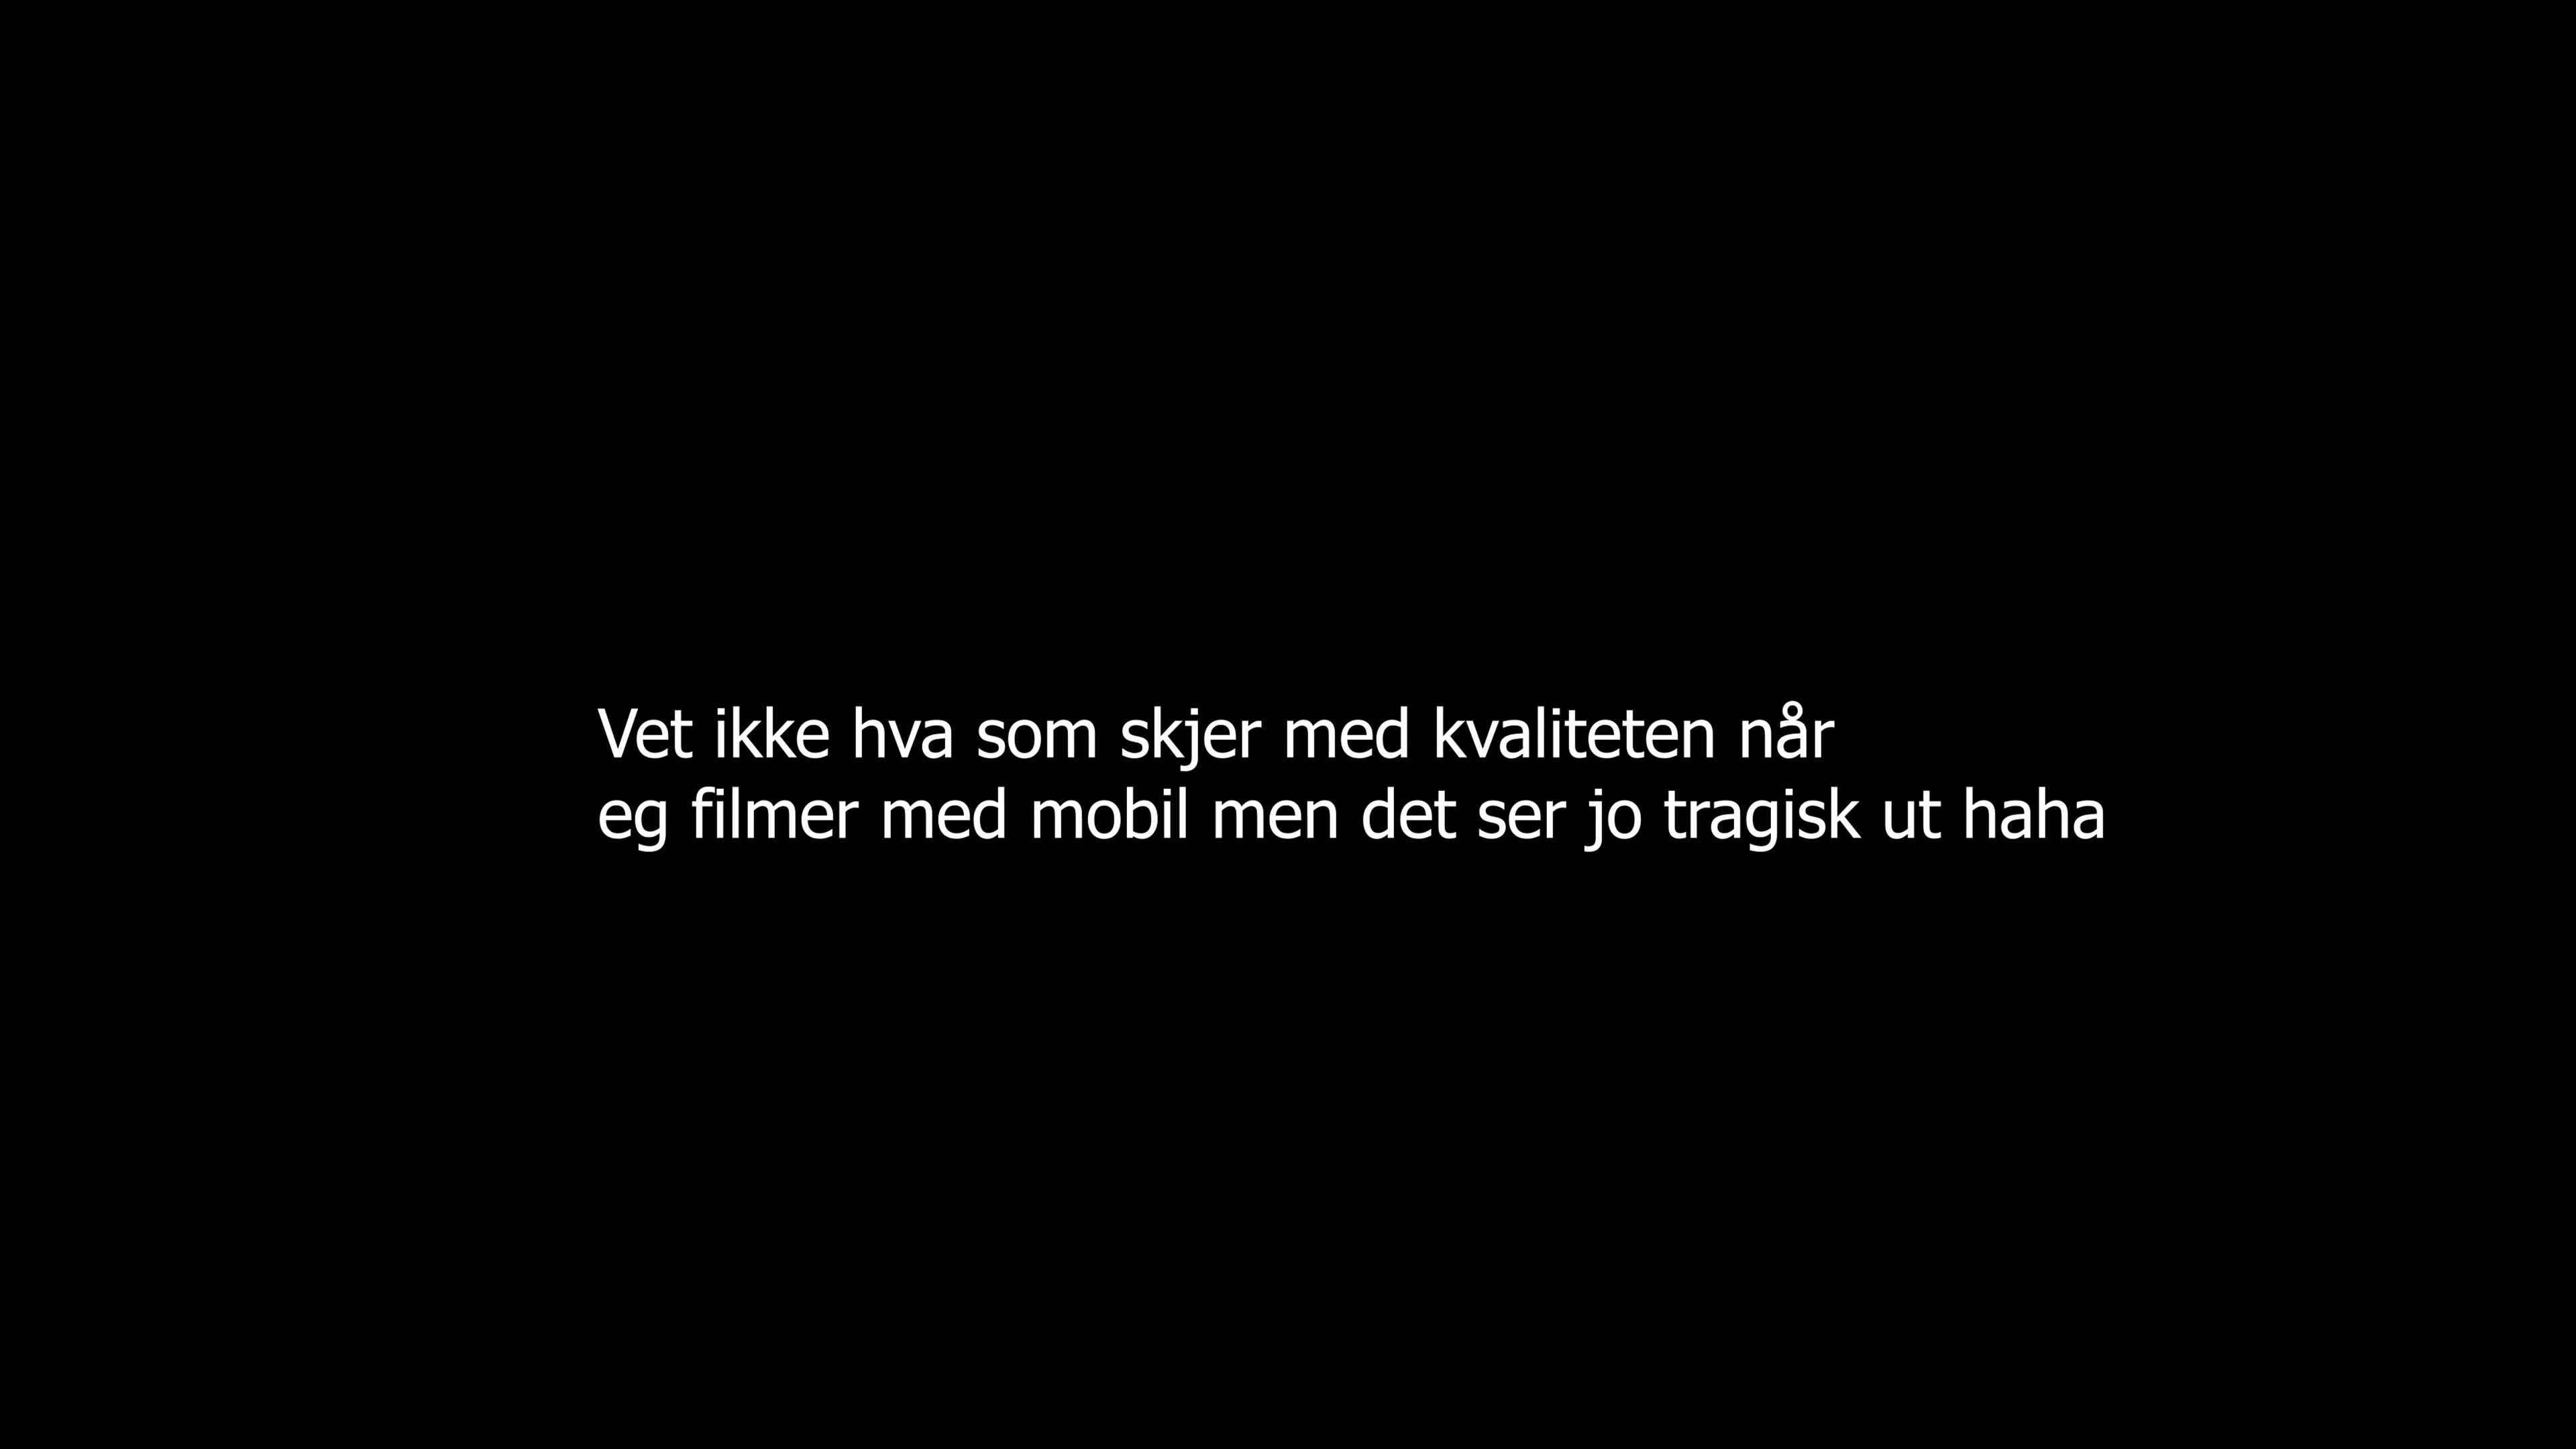 Vet ikke hva som skjer med kvaliteten når
eg filmer med mobil men det ser jo tragisk ut haha